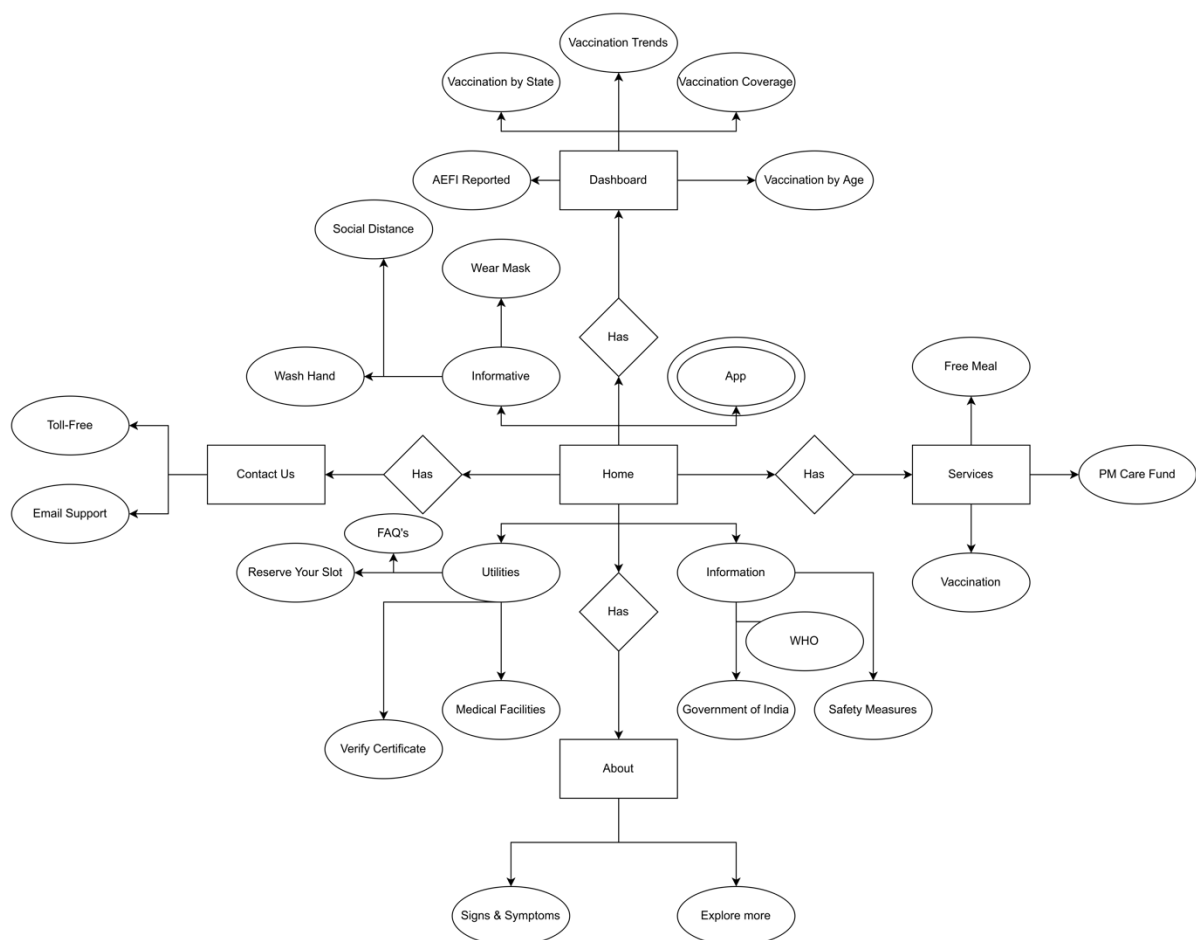 Vaccination Trends
Vaccination by State
Vaccination Coverage
AEFI Reported
Dashboard
Vaccination by Age
Social Distance
Wear Mask
Has
Wash Hand
Informative
App
Free Meal
Toll-Free
Contact Us
Has
Home
Has
Services
PM Care Fund
Email Support
FAQ's
Reserve Your Slot
Utilities
Information
Vaccination
Has
WHO
Medical Facilities
Government of India
Safety Measures
Verify Certificate
About
Signs & Symptoms
Explore more